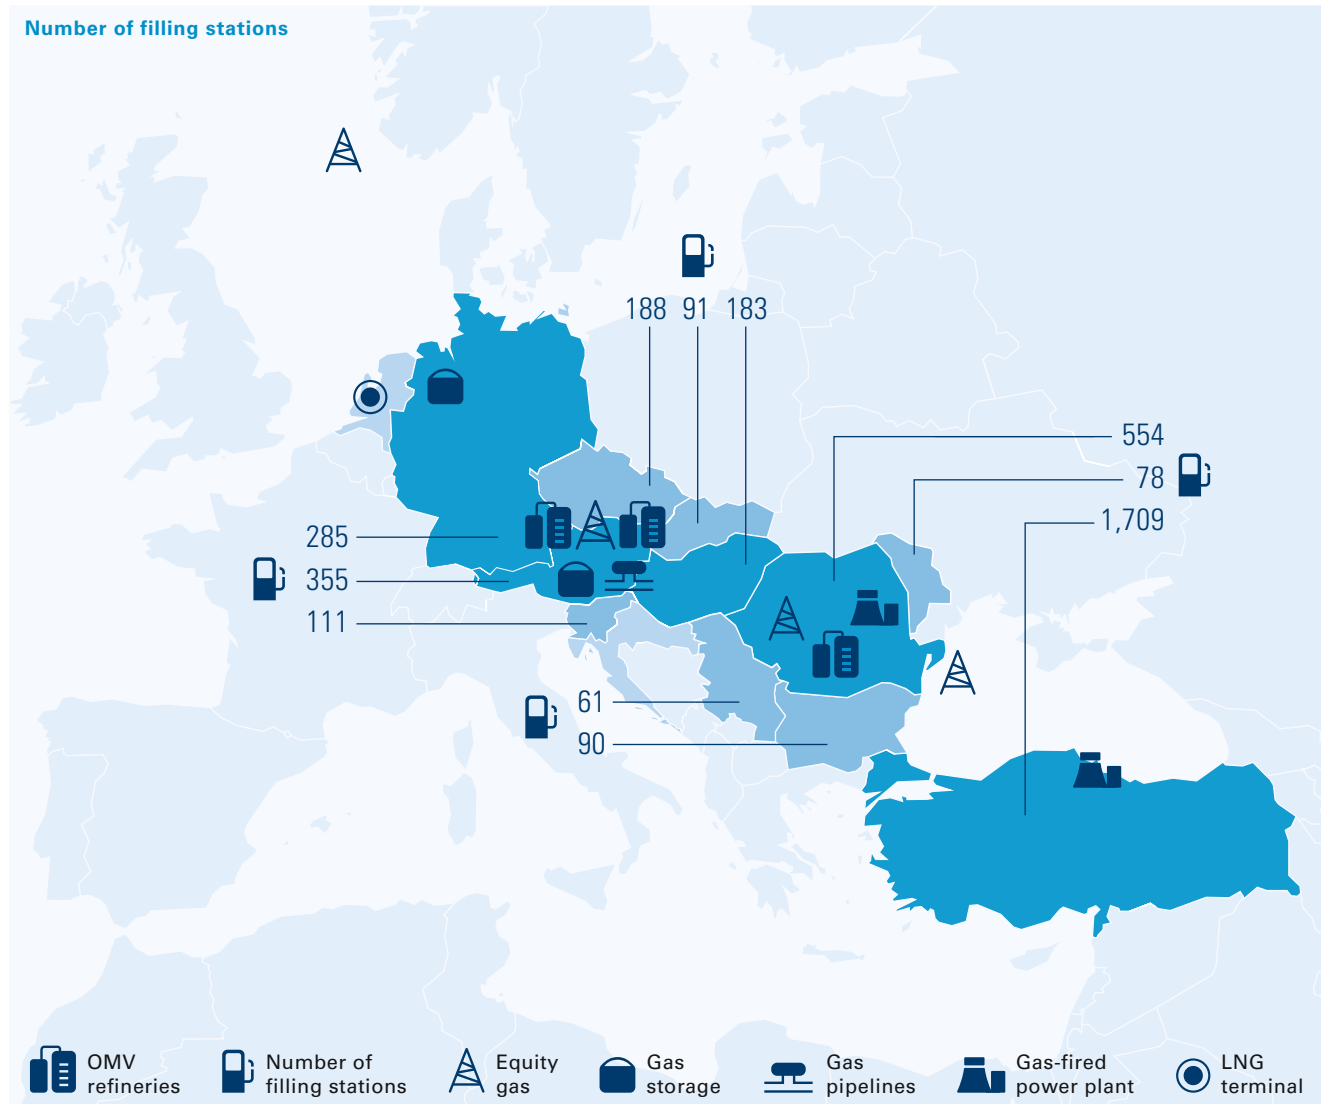 Number of filling stations
188 91 183
554
78
1,709
285
355
111
61
90
OMV
refineries
Number of
filling stations
Equity
gas
Gas
storage
Gas
pipelines
Gas-fired
power plant
LNG
terminal